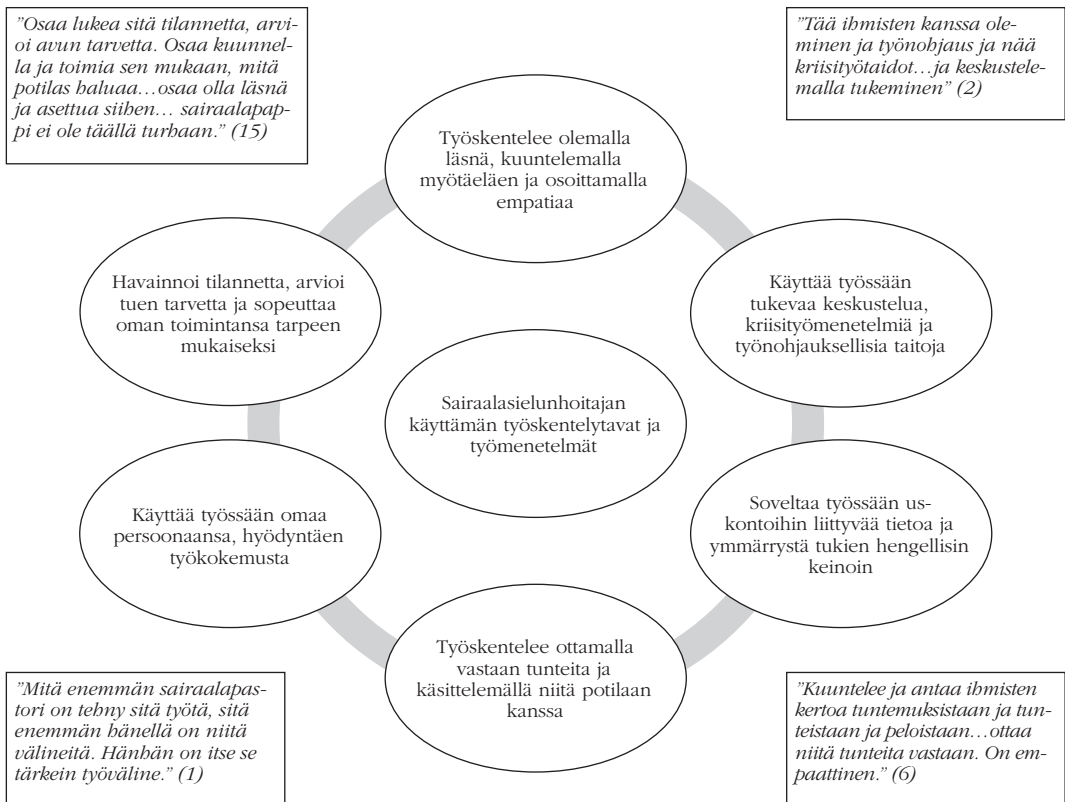 "Osaa lukea sitä tilannetta, arvi-
oi avun tarvetta. Osaa kuunnel-
la ja toimia sen mukaan, mitä
potilas haluaa…osaa olla läsnä
ja asettua siihen… sairaalapap-
pi ei ole täällä turhaan." (15)
"Tää ihmisten kanssa ole-
minen ja työnohjaus ja nää
kriisityötaidot…ja keskustele-
malla tukeminen" (2)
Työskentelee olemalla
läsnä, kuuntelemalla
myötäeläen ja osoittamalla
empatiaa
Havainnoi tilannetta, arvioi
tuen tarvetta ja sopeuttaa
oman toimintansa tarpeen
mukaiseksi
Käyttää työssään
tukevaa keskustelua,
kriisityömenetelmiä ja
työnohjauksellisia taitoja
Sairaalasielunhoitajan
käyttämän työskentelytavat ja
työmenetelmät
Käyttää työssään omaa
persoonaansa, hyödyntäen
työkokemusta
Soveltaa työssään us-
kontoihin liittyvää tietoa ja
ymmärrystä tukien hengellisin
keinoin
Työskentelee ottamalla
vastaan tunteita ja
käsittelemällä niitä potilaan
kanssa
"Mitä enemmän sairaalapas-
tori on tehny sitä työtä, sitä
enemmän hänellä on niitä
välineitä. Hänhän on itse se
tärkein työväline." (1)
"Kuuntelee ja antaa ihmisten
kertoa tuntemuksistaan ja tun-
teistaan ja peloistaan…ottaa
niitä tunteita vastaan. On em-
paattinen." (6)